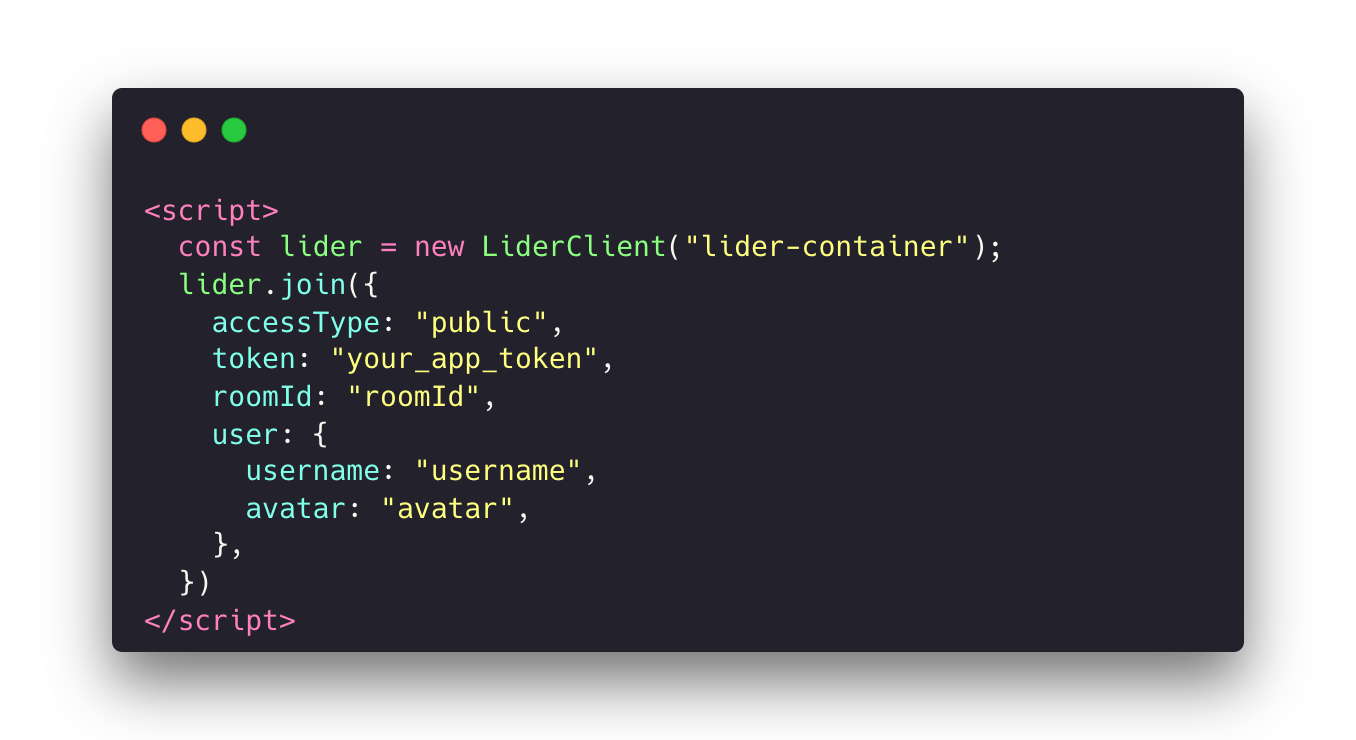 <script>
  const lider = new LiderClient("lider-container");
  lider.join({
    accessType: "public",
    token: "your_app_token",
    roomId: "roomId",
    user: {
      username: "username",
      avatar: "avatar",
    },
  })
</script>